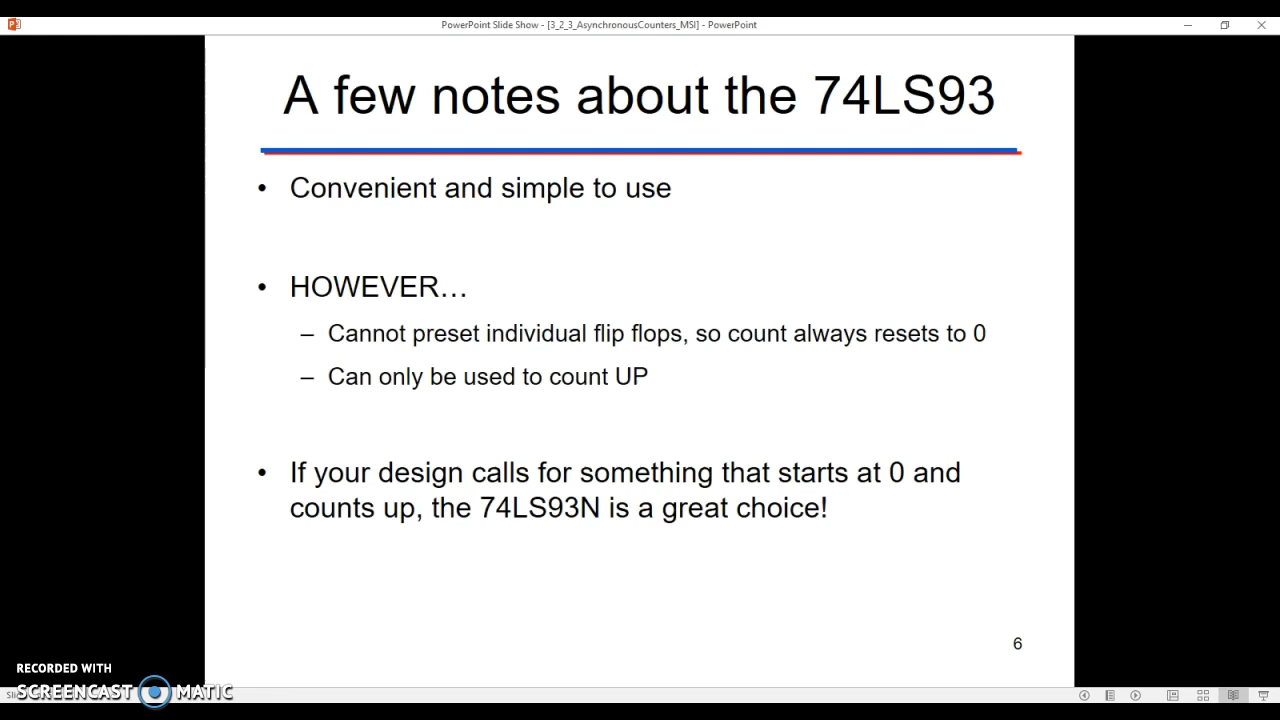 PowerPoint Slide Show - [3_2_3_AsynchronousCounters_MSI] - PowerPoint
A few notes about the 74LS93
• Convenient and simple to use
• HOWEVER…
– Cannot preset individual flip flops, so count always resets to 0
– Can only be used to count UP
• If your design calls for something that starts at 0 and
counts up, the 74LS93N is a great choice!
6
RECORDED WITH
SCREENCAST MATIC